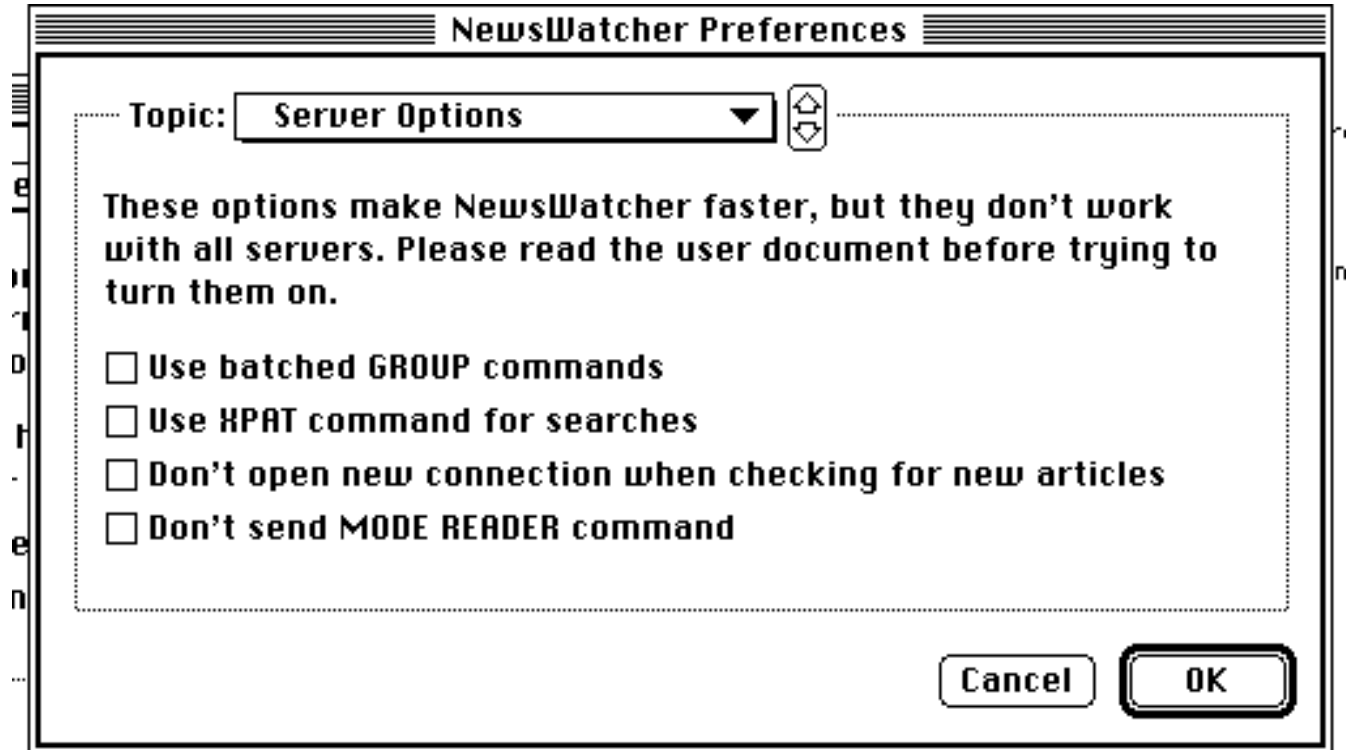 NewsWatcher Preferences
Topic: Server Options
These options make NewsWatcher faster, but they don't work
with all servers. Please read the user document before trying to
turn them on.
Use batched GROUP commands
Use XPAT command for searches
Don't open new connection when checking for new articles
Don't send MODE READER command
Cancel OK